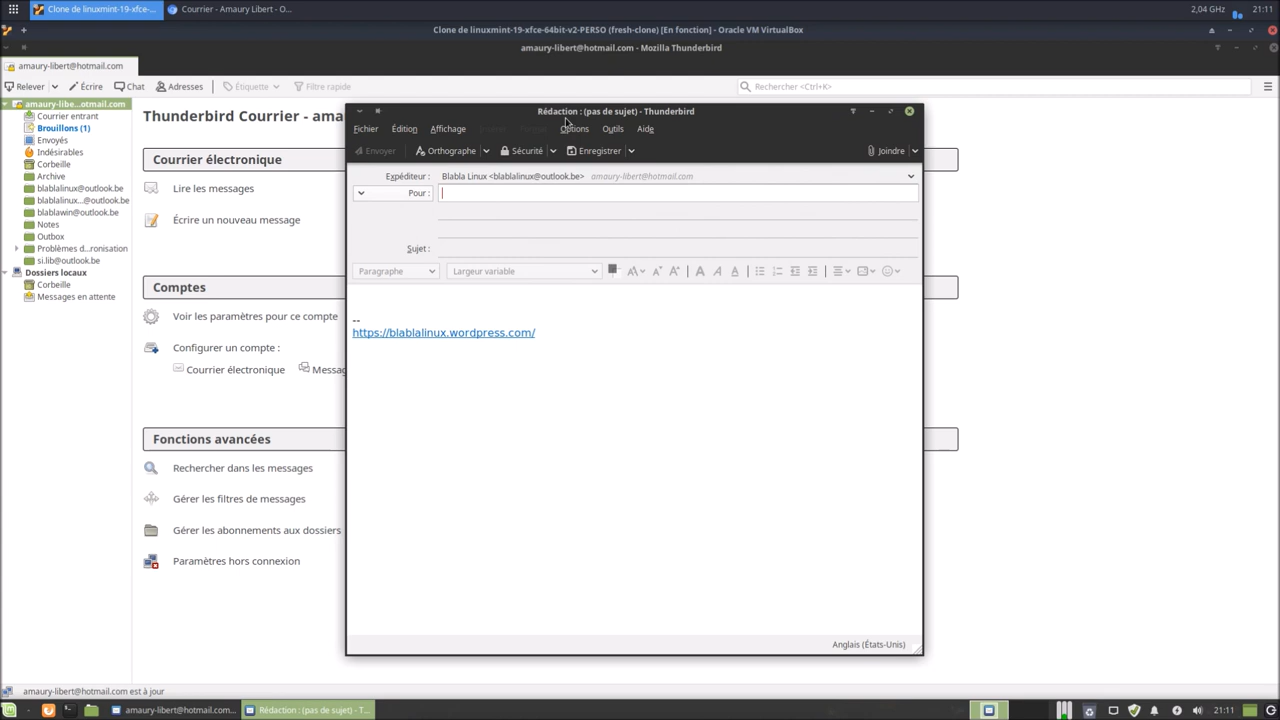 Clone de linuxmint-19-xfce-...
Courrier - Amaury Libert - O...
2,04 GHz
21:11
Clone de linuxmint-19-xfce-64bit-v2-PERSO (fresh-clone) [En fonction] - Oracle VM VirtualBox
amaury-libert@hotmail.com - Mozilla Thunderbird
amaury-libert@hotmail.com
Relever
Écrire
Chat
Adresses
Étiquette
Filtre rapide
Rechercher <Ctrl+K>
amaury-libe...otmail.com
Courrier entrant
Brouillons (1)
Envoyés
Indésirables
Corbeille
Archive
blablalinux@outlook.be
blablalinux...@outlook.be
blablawin@outlook.be
Notes
Outbox
Problèmes d...ronisation
si.lib@outlook.be
Dossiers locaux
Corbeille
Messages en attente
Thunderbird Courrier - ama
Courrier électronique
Lire les messages
Écrire un nouveau message
Comptes
Voir les paramètres pour ce compte
Configurer un compte :
Courrier électronique
Messa
Fonctions avancées
Rechercher dans les messages
Gérer les filtres de messages
Gérer les abonnements aux dossiers
Paramètres hors connexion
Rédaction : (pas de sujet) - Thunderbird
Fichier
Édition
Affichage
Options
Outils
Aide
Envoyer
Orthographe
Sécurité
Enregistrer
Joindre
Expéditeur :
Blabla Linux <blablalinux@outlook.be> amaury-libert@hotmail.com
Pour :
Sujet :
Paragraphe
Largeur variable
--
https://blablalinux.wordpress.com/
Anglais (États-Unis)
amaury-libert@hotmail.com est à jour
amaury-libert@hotmail.com...
Rédaction : (pas de sujet) - T...
21:11